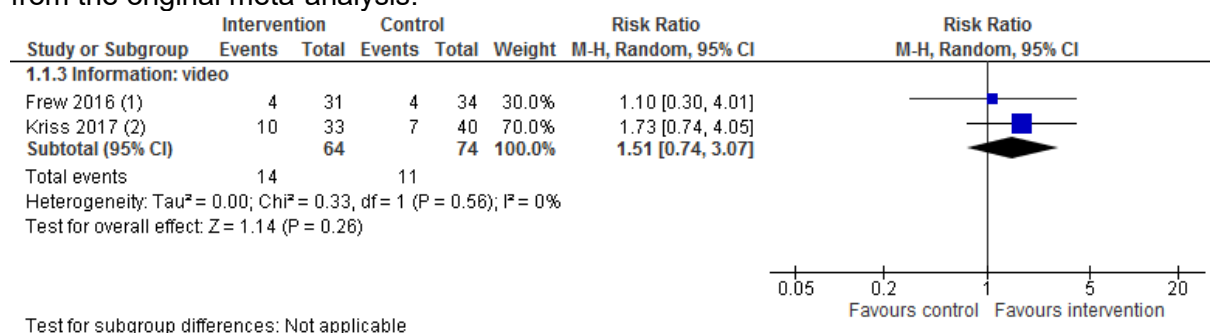 from the original meta-analysis.
Intervention Control Risk Ratio Risk Ratio
Study or Subgroup Events Total Events Total Weight M-H, Random, 95% CI M-H, Random, 95% CI
1.1.3 Information: video
Frew 2016 (1) 4 31 4 34 30.0% 1.10 [0.30, 4.01]
Kriss 2017 (2) 10 33 7 40 70.0% 1.73 [0.74, 4.05]
Subtotal (95% CI) 64 74 100.0% 1.51 [0.74, 3.07]
Total events 14 11
Heterogeneity: Tau² = 0.00; Chi² = 0.33, df = 1 (P = 0.56); I² = 0%
Test for overall effect: Z = 1.14 (P = 0.26)
0.05 0.2 1 5 20
Favours control Favours intervention
Test for subgroup differences: Not applicable